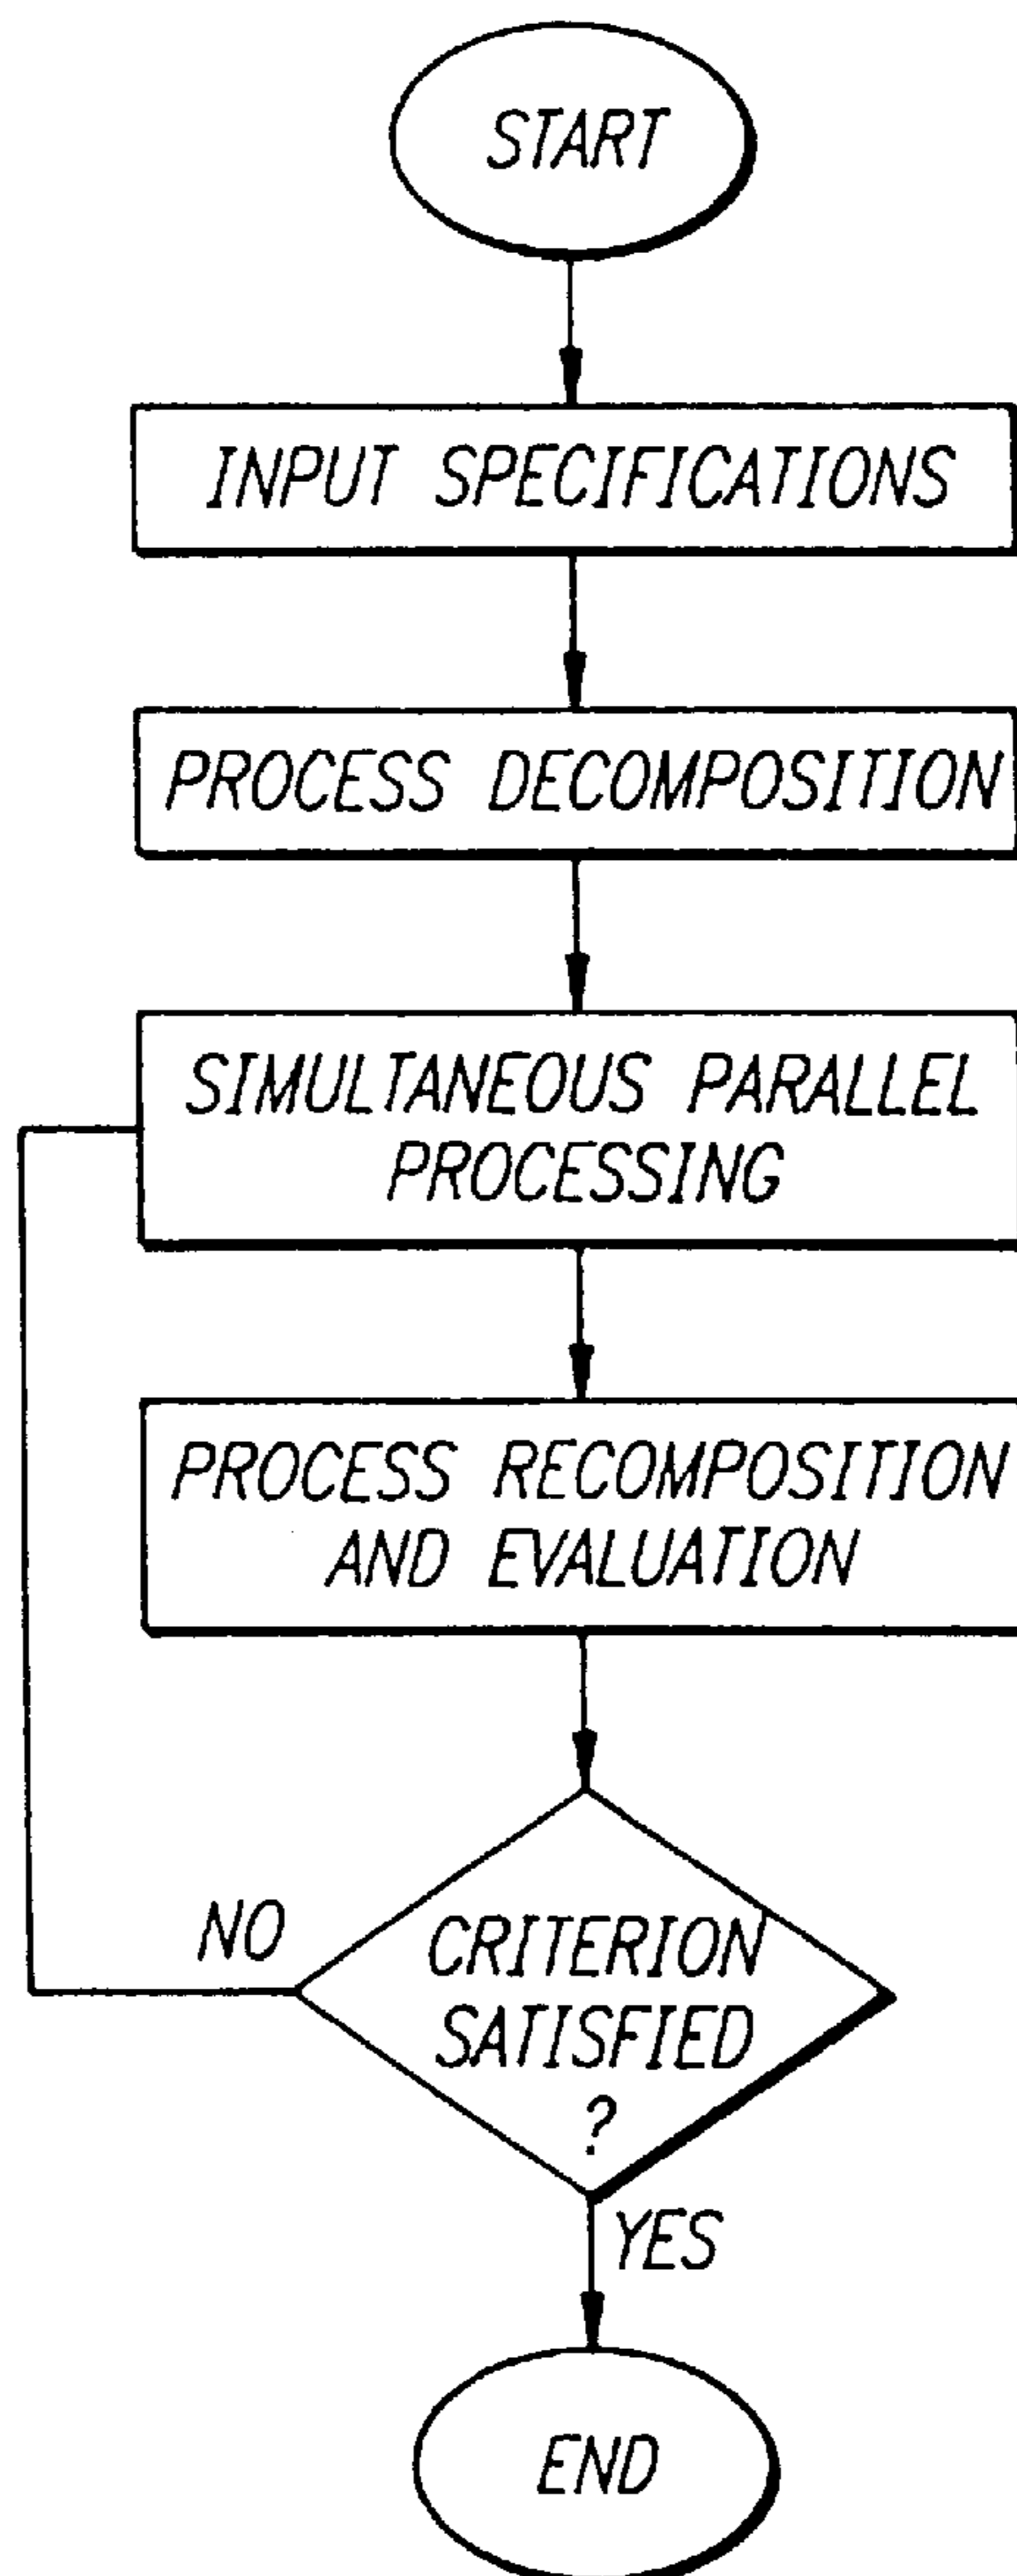 START
INPUT SPECIFICATIONS
PROCESS DECOMPOSITION
SIMULTANEOUS PARALLEL
PROCESSING
PROCESS RECOMPOSITION
AND EVALUATION
NO
CRITERION
SATISFIED
?
YES
END